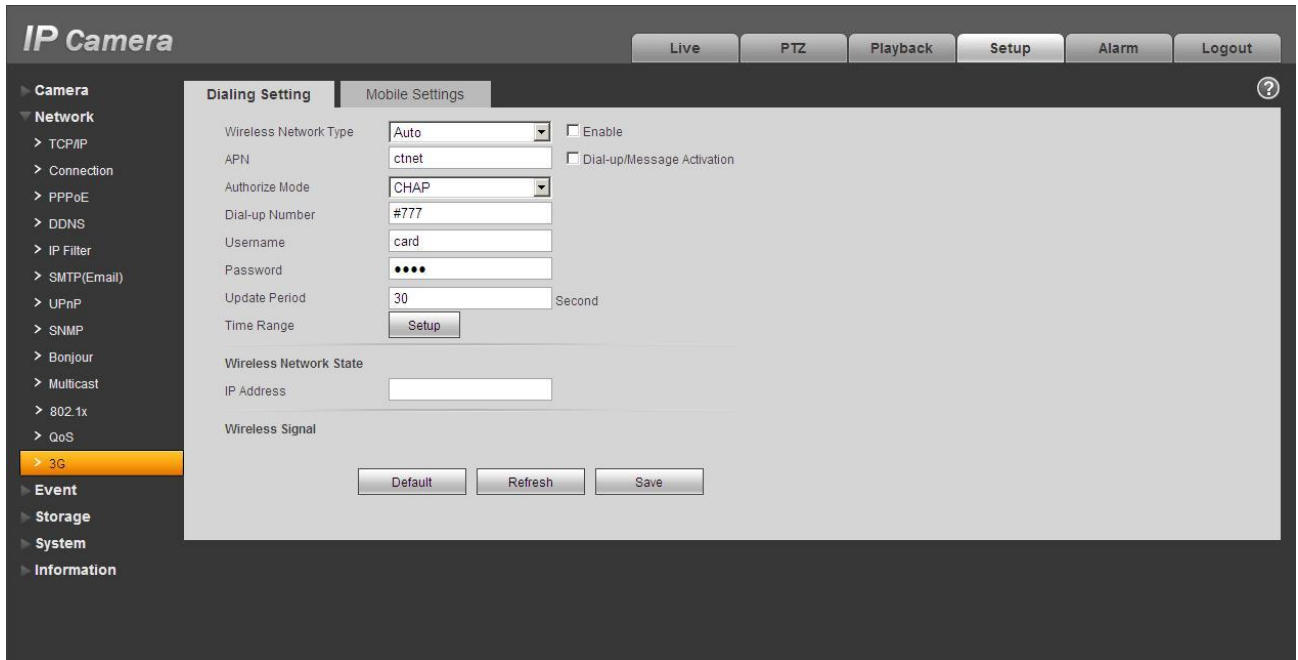 IP Camera
Live PTZ Playback Setup Alarm Logout
Camera
Network
> TCP/IP
> Connection
> PPPoE
> DDNS
> IP Filter
> SMTP(Email)
> UPnP
> SNMP
> Bonjour
> Multicast
> 802.1x
> QoS
> 3G
Event
Storage
System
Information
Dialing Setting Mobile Settings
?
Wireless Network Type Auto Enable
APN ctnet Dial-up/Message Activation
Authorize Mode CHAP
Dial-up Number #777
Username card
Password ●●●●
Update Period 30 Second
Time Range Setup
Wireless Network State
IP Address
Wireless Signal
Default Refresh Save